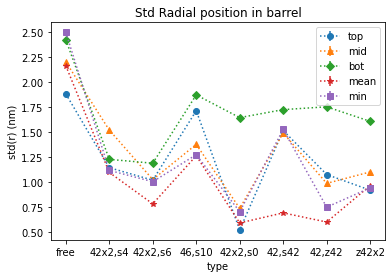 Std Radial position in barrel
top
mid
bot
mean
min
2.50
2.25
2.00
1.75
1.50
1.25
1.00
0.75
0.50
std(r) (nm)
free 42x2,s4 42x2,s6 46,s10 42x2,s0 42,s42 42,z42 z42x2
type